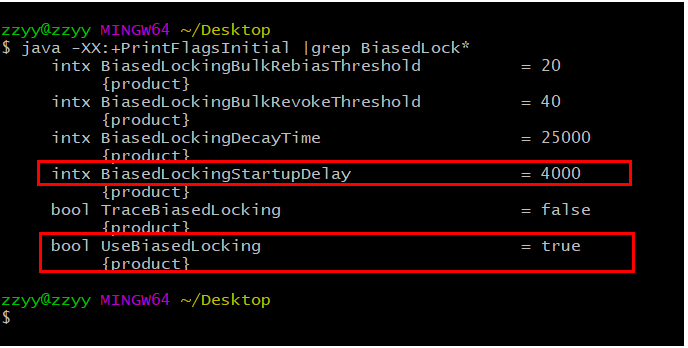 zzyy@zzyy MINGW64 ~/Desktop
$ java -XX:+PrintFlagsInitial |grep BiasedLock*
intx BiasedLockingBulkRebiasThreshold = 20
{product}
intx BiasedLockingBulkRevokeThreshold = 40
{product}
intx BiasedLockingDecayTime = 25000
{product}
intx BiasedLockingStartupDelay = 4000
{product}
bool TraceBiasedLocking = false
{product}
bool UseBiasedLocking = true
{product}
zzyy@zzyy MINGW64 ~/Desktop
$